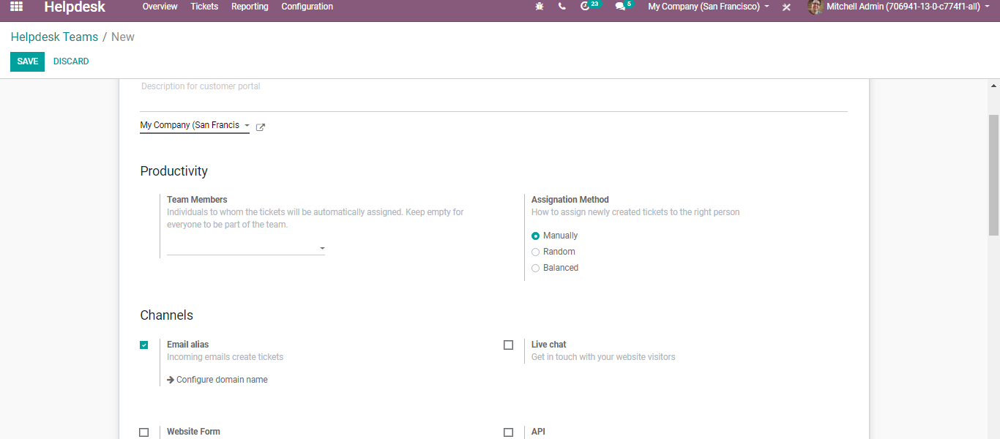 Helpdesk Overview Tickets Reporting Configuration 23 5 My Company (San Francisco) Mitchell Admin (706941-13-0-c774f1-all)
Helpdesk Teams / New
SAVE DISCARD
Description for customer portal
My Company (San Francis
Productivity
Team Members
Individuals to whom the tickets will be automatically assigned. Keep empty for
everyone to be part of the team.
Assignation Method
How to assign newly created tickets to the right person
Manually
Random
Balanced
Channels
Email alias
Incoming emails create tickets
Configure domain name
Live chat
Get in touch with your website visitors
Website Form
API